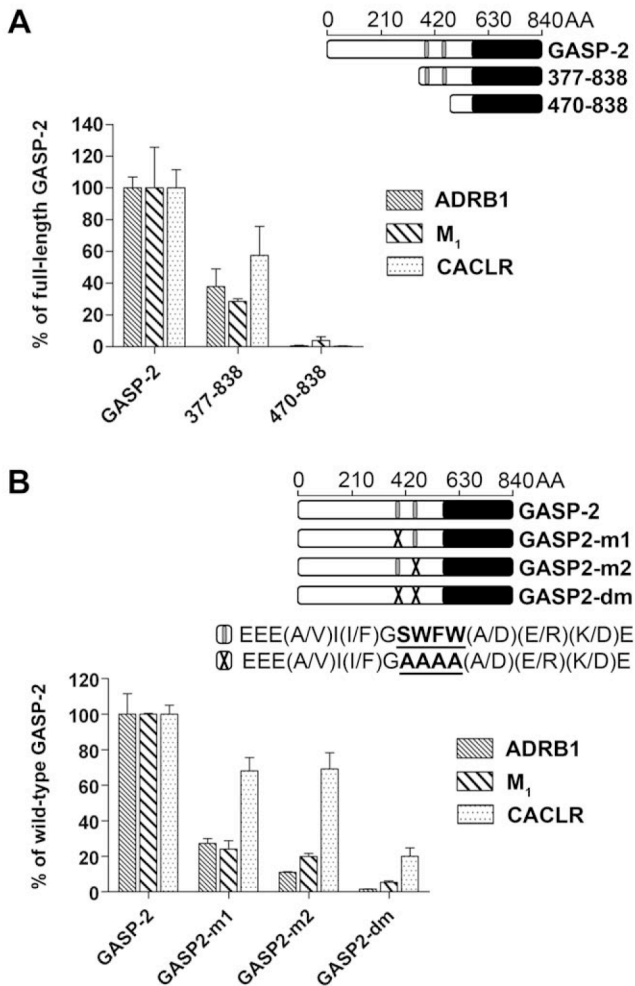 A
0 210 420 630 840AA
GASP-2
377-838
470-838
% of full-length GASP-2
140
120
100
80
60
40
20
0
GASP-2
377-838
470-838
ADRB1
M1
CACLR
B
0 210 420 630 840AA
GASP-2
GASP2-m1
GASP2-m2
GASP2-dm
EEE(A/V)I(I/F)GSWFW(A/D)(E/R)(K/D)E
X EEE(A/V)I(I/F)GAAAA(A/D)(E/R)(K/D)E
% of wild-type GASP-2
120
100
80
60
40
20
0
GASP-2
GASP2-m1
GASP2-m2
GASP2-dm
ADRB1
M1
CACLR